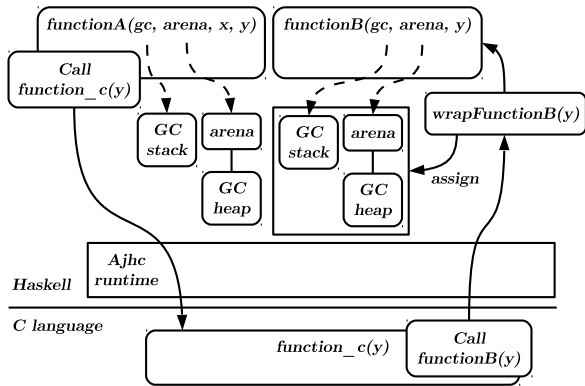 functionA(gc, arena, x, y)
functionB(gc, arena, y)
Call
function_c(y)
wrapFunctionB(y)
GC
stack
arena
GC
heap
GC
stack
arena
GC
heap
assign
Ajhc
runtime
Haskell
C language
function_c(y)
Call
functionB(y)